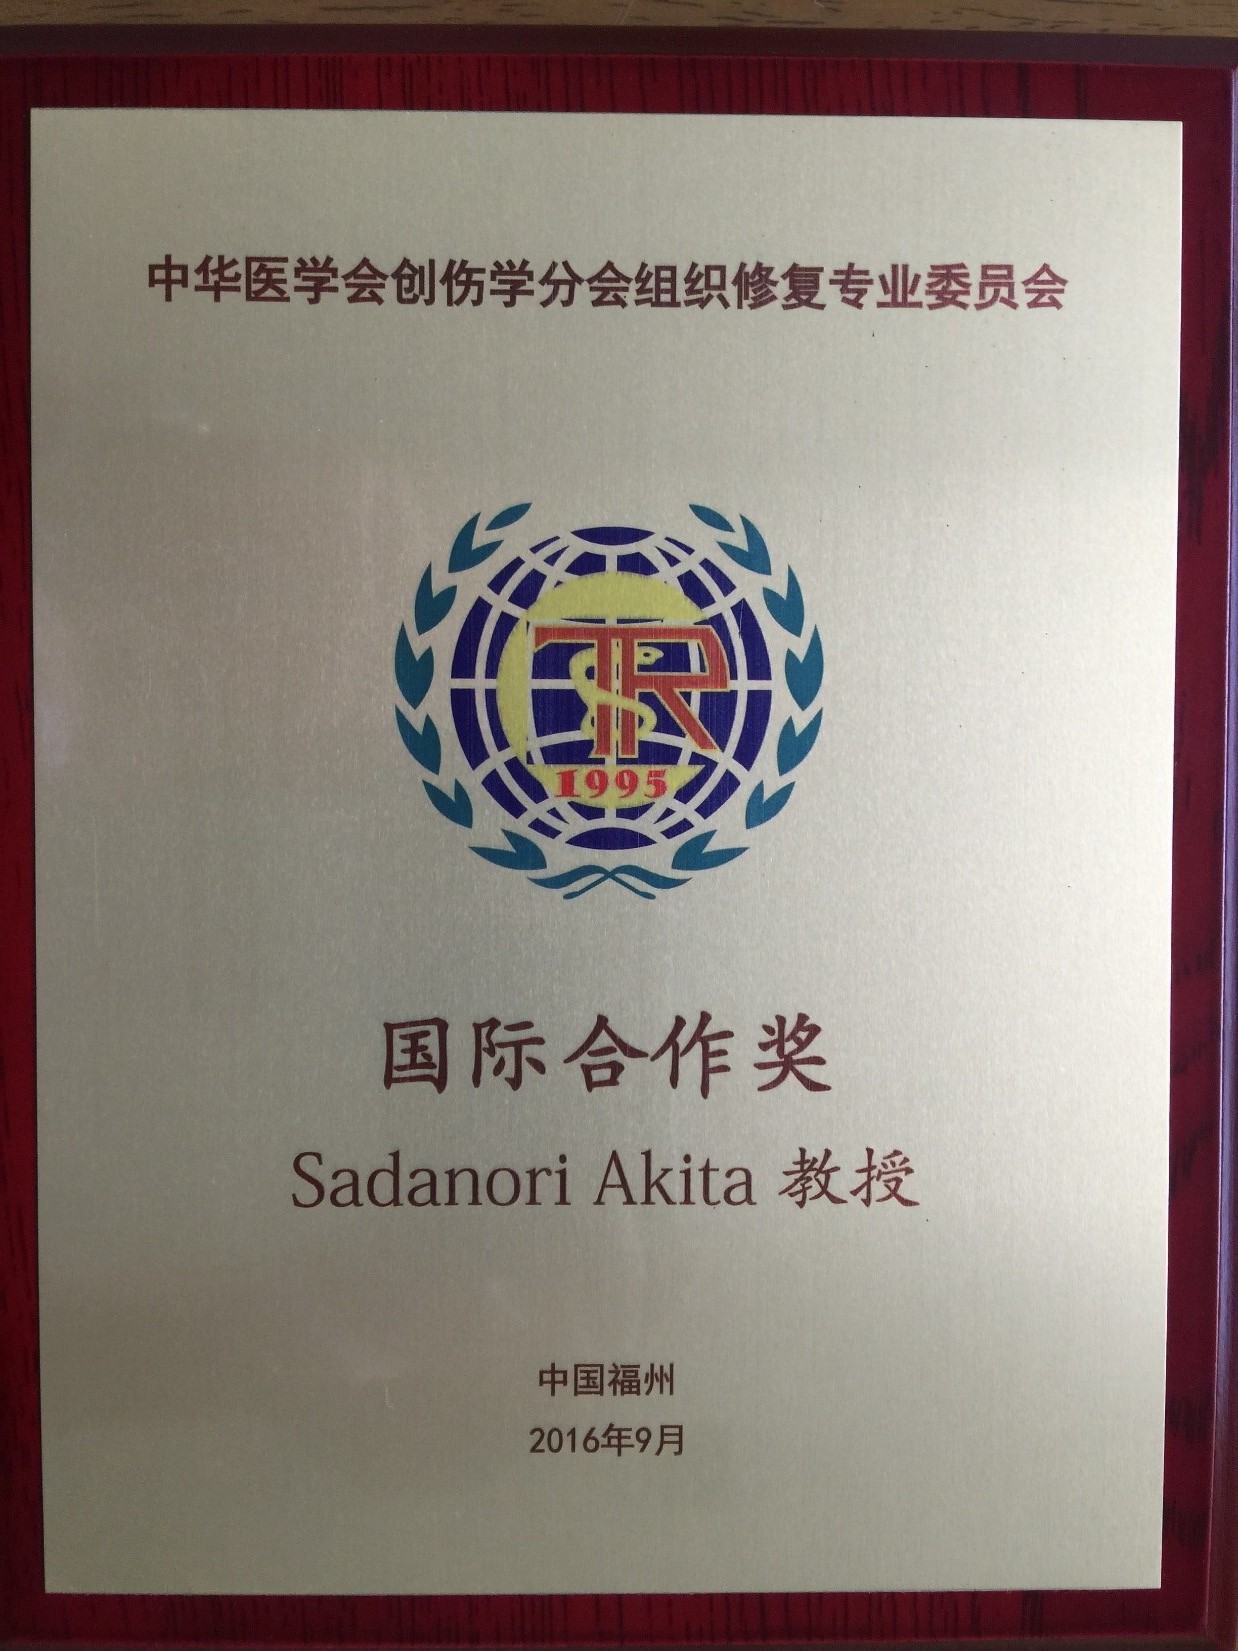 中华医学会创伤学分会组织修复专业委员会
TR
1995
国际合作奖
Sadanori Akita 教授
中国福州
2016年9月